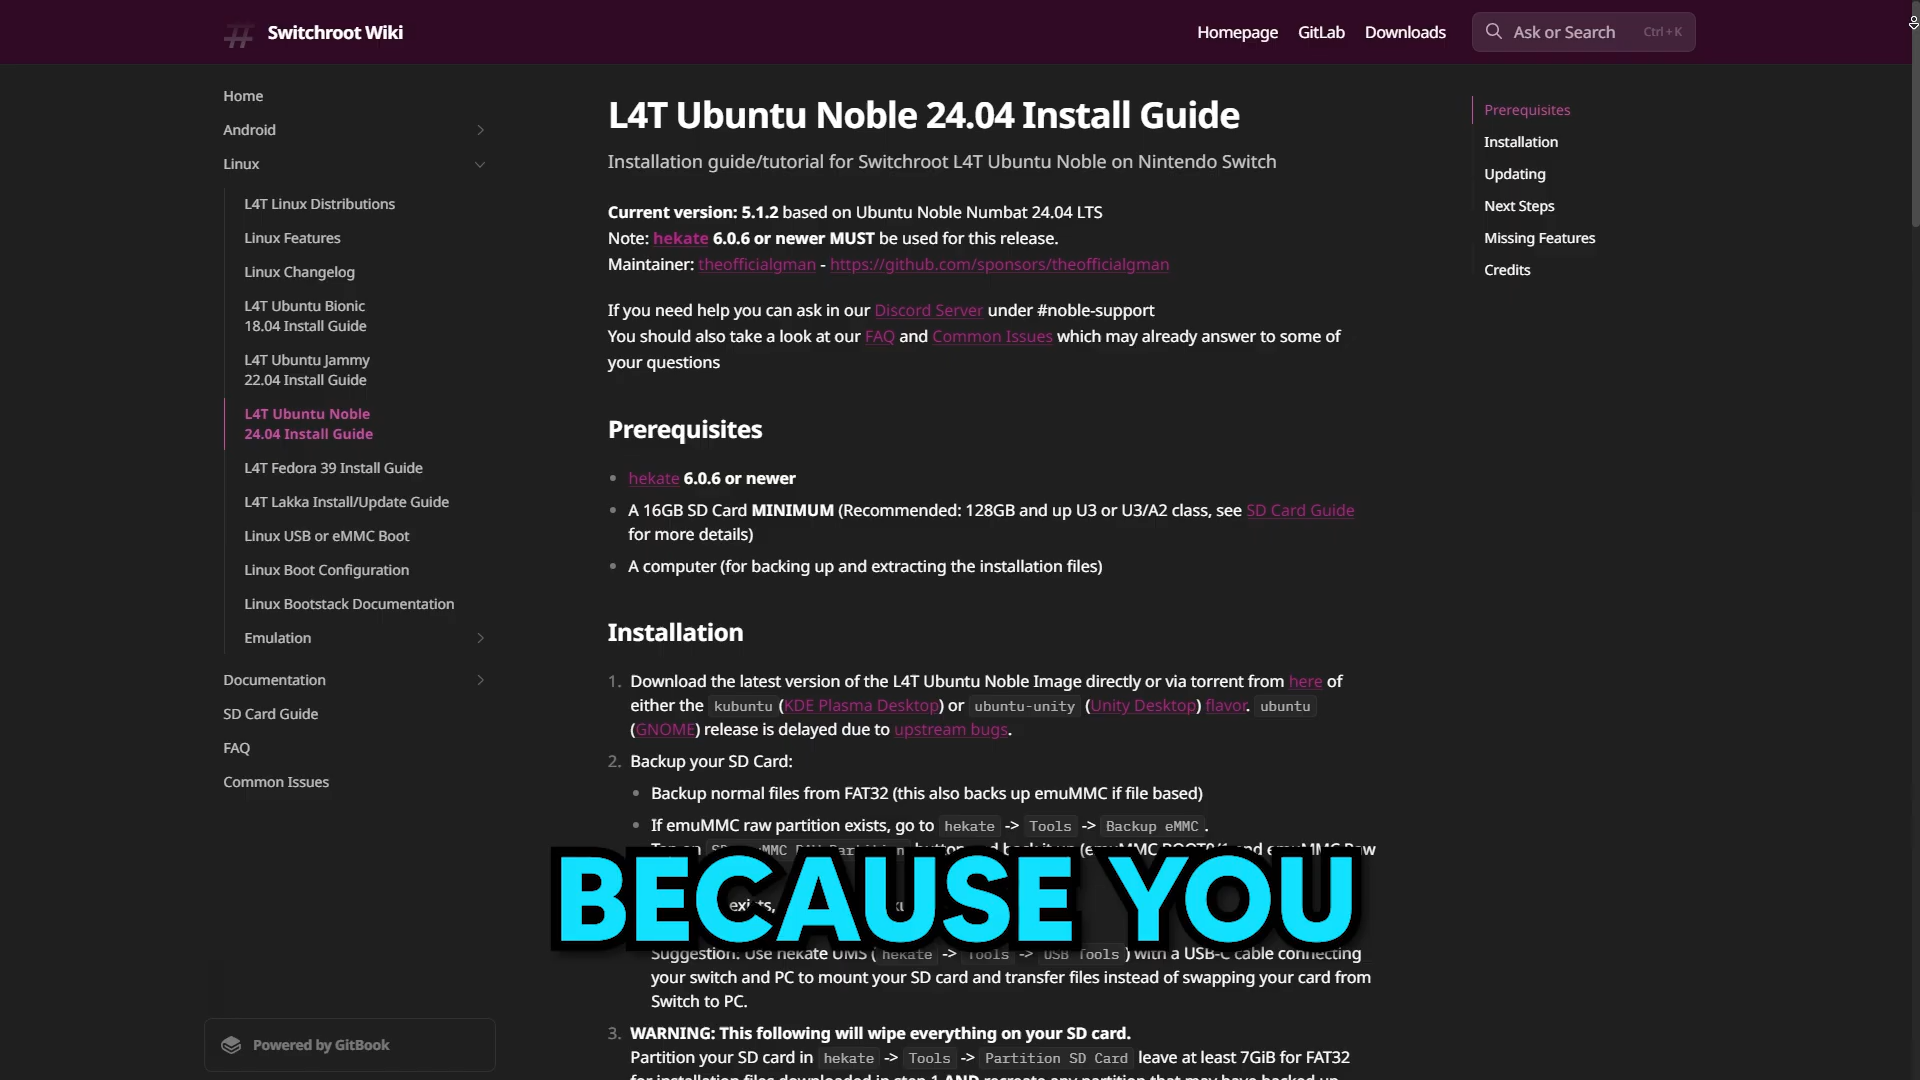 Switchroot Wiki
Homepage GitLab Downloads
Ask or Search Ctrl + K
Home
Android
Linux
L4T Linux Distributions
Linux Features
Linux Changelog
L4T Ubuntu Bionic
18.04 Install Guide
L4T Ubuntu Jammy
22.04 Install Guide
L4T Ubuntu Noble
24.04 Install Guide
L4T Fedora 39 Install Guide
L4T Lakka Install/Update Guide
Linux USB or eMMC Boot
Linux Boot Configuration
Linux Bootstack Documentation
Emulation
Documentation
SD Card Guide
FAQ
Common Issues
Powered by GitBook
L4T Ubuntu Noble 24.04 Install Guide
Installation guide/tutorial for Switchroot L4T Ubuntu Noble on Nintendo Switch
Current version: 5.1.2 based on Ubuntu Noble Numbat 24.04 LTS
Note: hekate 6.0.6 or newer MUST be used for this release.
Maintainer: theofficialgman - https://github.com/sponsors/theofficialgman
If you need help you can ask in our Discord Server under #noble-support
You should also take a look at our FAQ and Common Issues which may already answer to some of
your questions
Prerequisites
hekate 6.0.6 or newer
A 16GB SD Card MINIMUM (Recommended: 128GB and up U3 or U3/A2 class, see SD Card Guide
for more details)
A computer (for backing up and extracting the installation files)
Installation
1. Download the latest version of the L4T Ubuntu Noble Image directly or via torrent from here of
either the kubuntu (KDE Plasma Desktop) or ubuntu-unity (Unity Desktop) flavor. ubuntu
(GNOME) release is delayed due to upstream bugs.
2. Backup your SD Card:
Backup normal files from FAT32 (this also backs up emuMMC if file based)
If emuMMC raw partition exists, go to hekate -> Tools -> Backup eMMC.
exists,
BECAUSE YOU
Suggestion: Use hekate UMS (hekate -> Tools -> USB Tools) with a USB-C cable connecting
your switch and PC to mount your SD card and transfer files instead of swapping your card from
Switch to PC.
3. WARNING: This following will wipe everything on your SD card.
Partition your SD card in hekate -> Tools -> Partition SD Card leave at least 7GiB for FAT32
Prerequisites
Installation
Updating
Next Steps
Missing Features
Credits